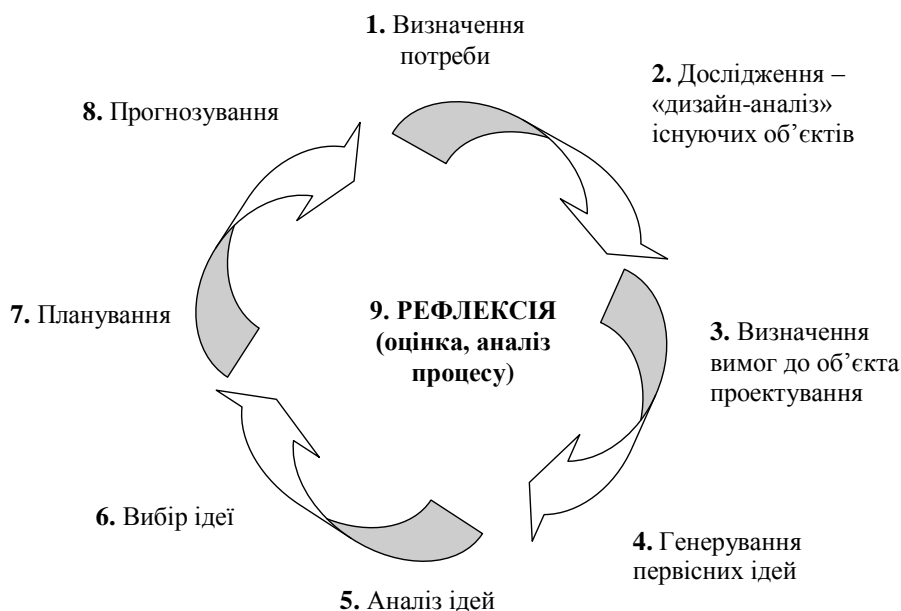 1. Визначення
потреби
2. Дослідження –
«дизайн-аналіз»
існуючих об’єктів
3. Визначення
вимог до об’єкта
проектування
4. Генерування
первісних ідей
5. Аналіз ідей
6. Вибір ідеї
7. Планування
8. Прогнозування
9. РЕФЛЕКСІЯ
(оцінка, аналіз
процесу)